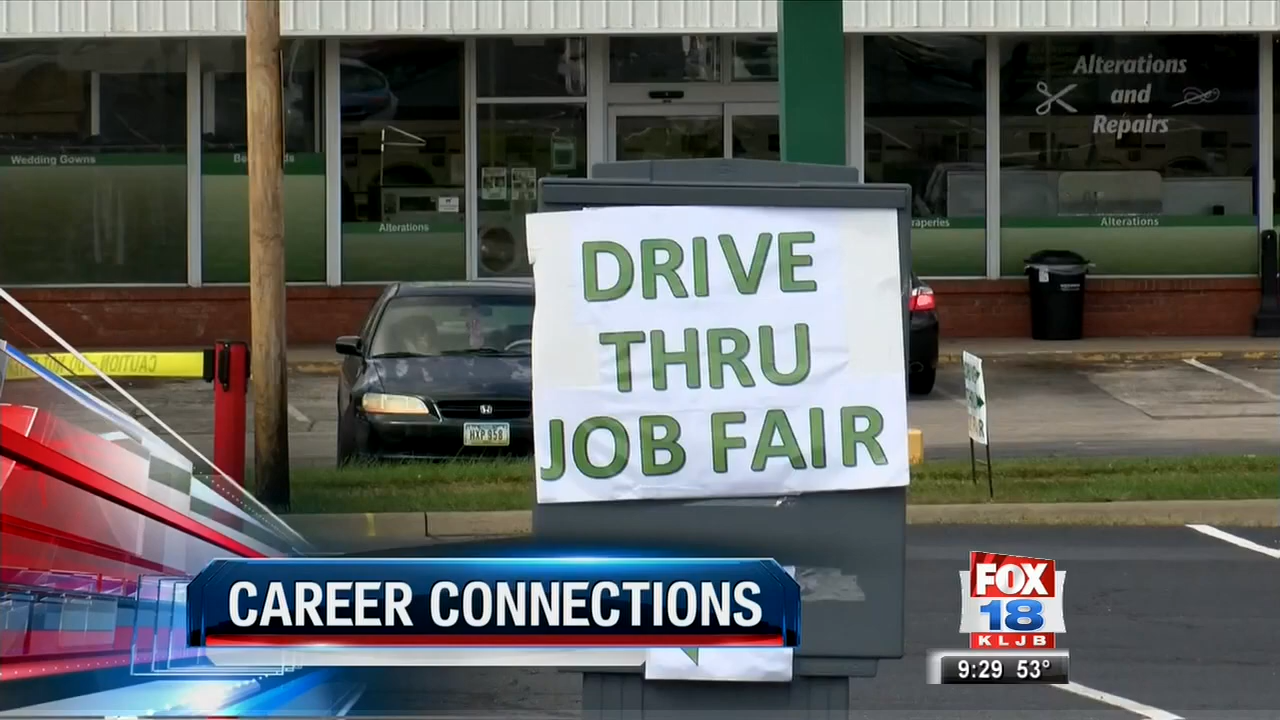 Alterations
and
Repairs
Wedding Gowns
Alterations
Alterations
DRIVE
THRU
JOB FAIR
CAREER CONNECTIONS
FOX
18
KLJB
9:29 53°